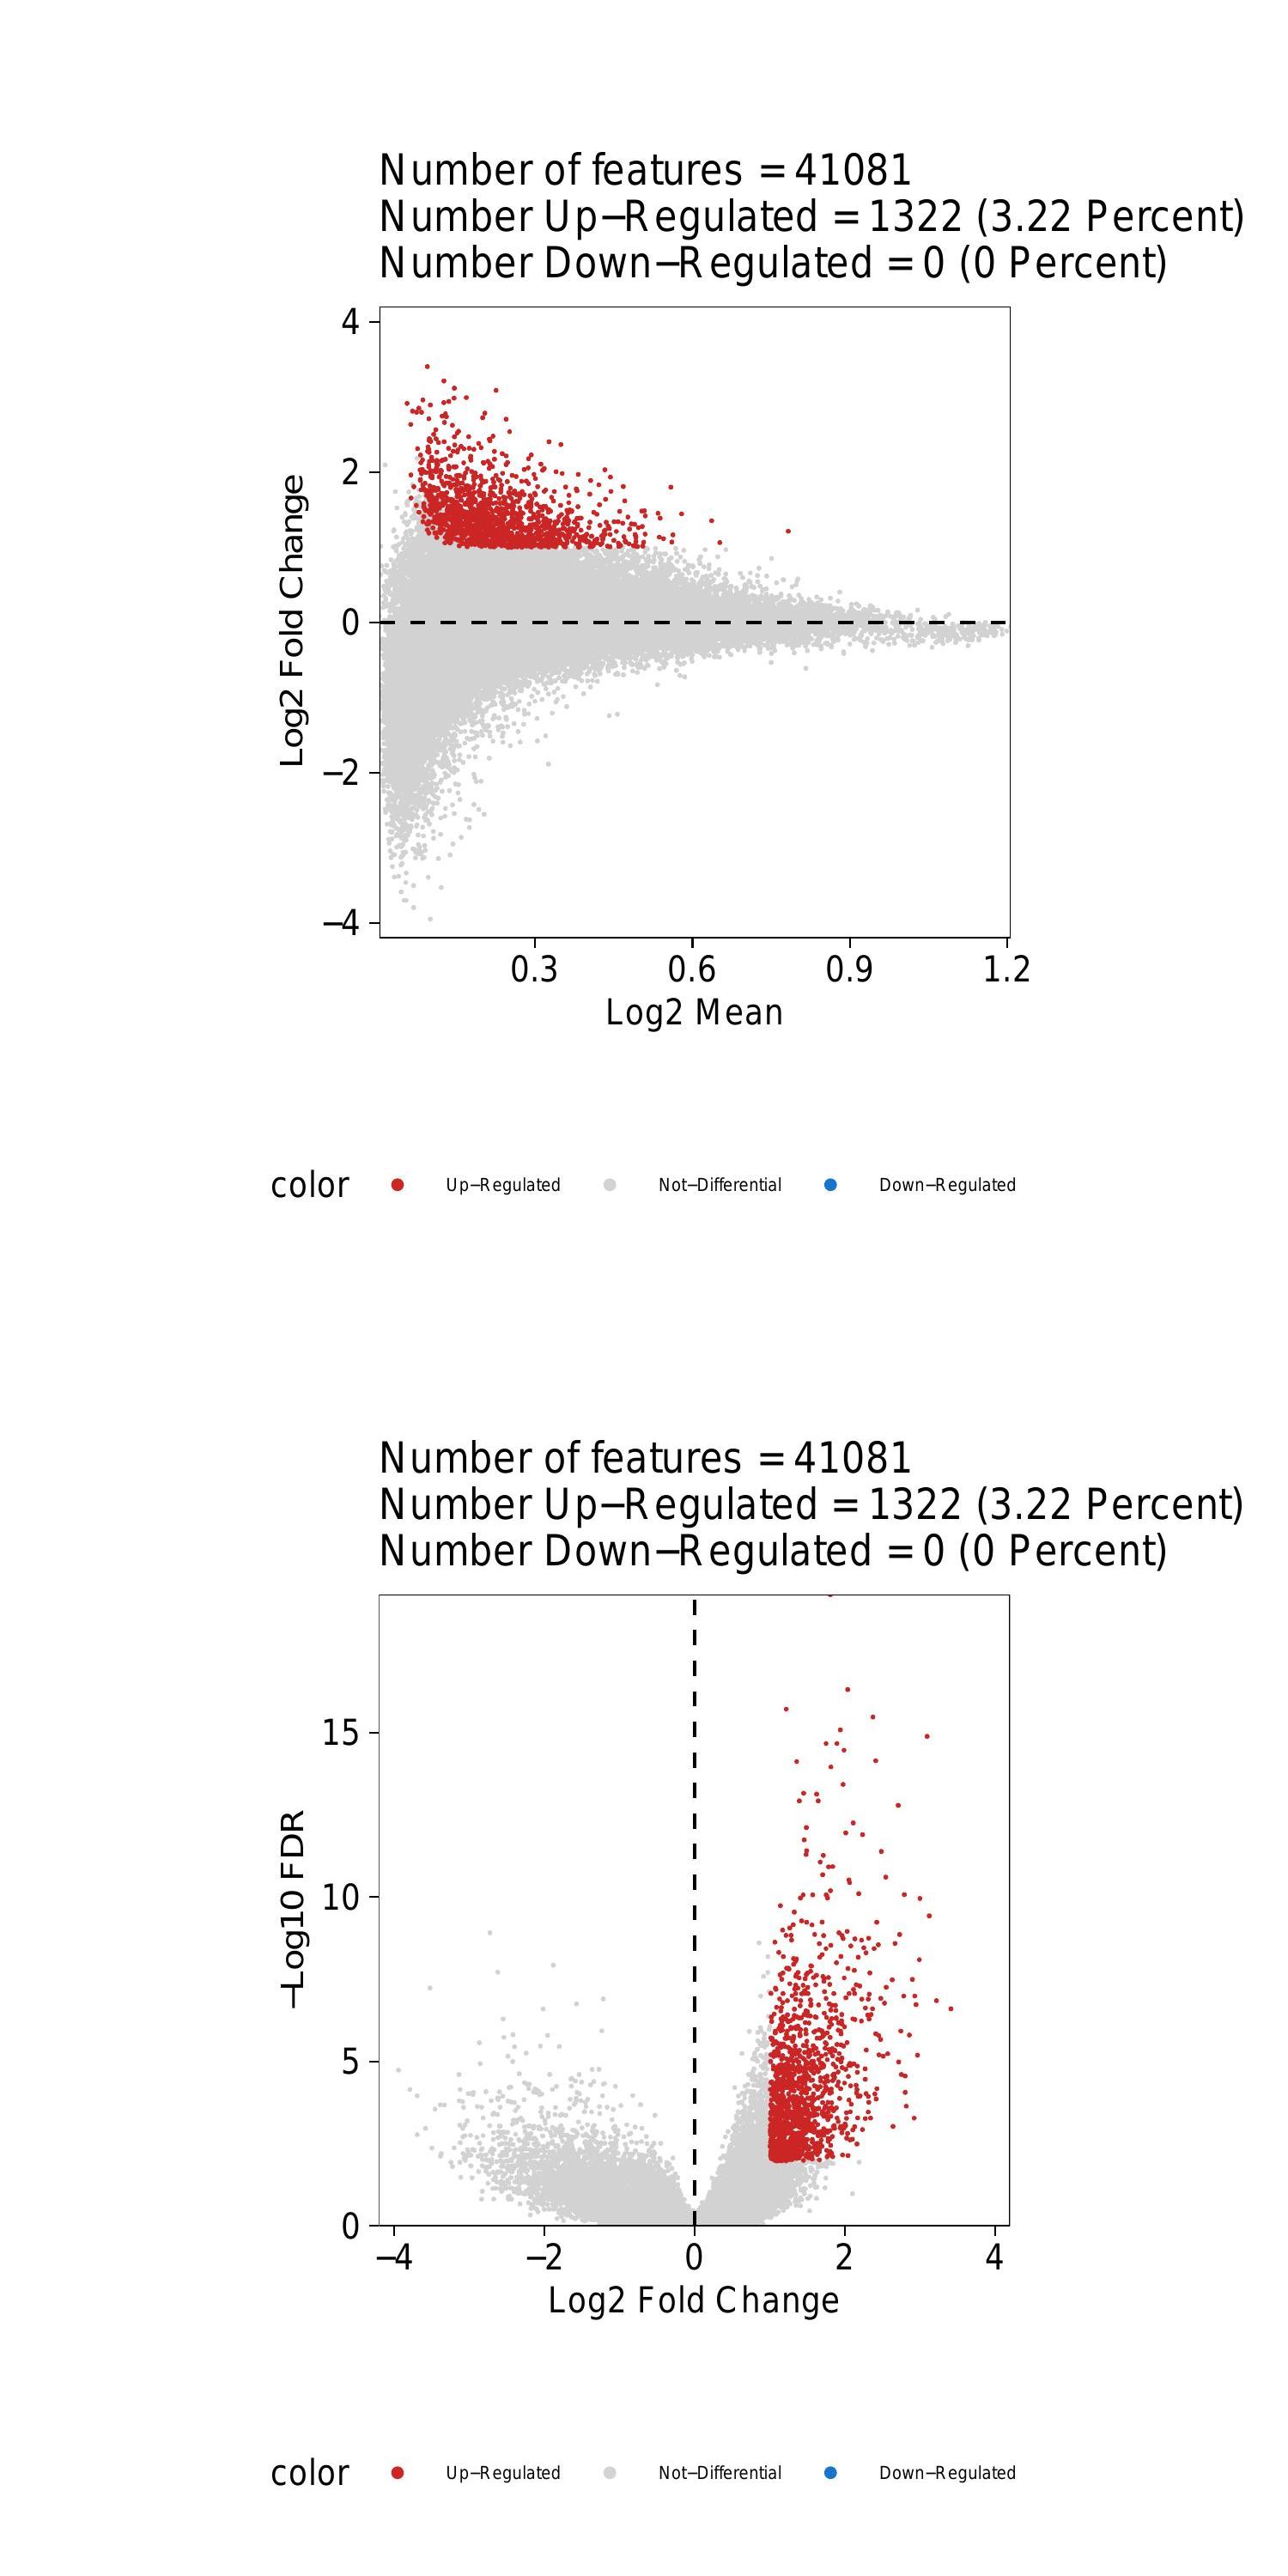 Number of features = 41081
Number Up−Regulated = 1322 (3.22 Percent)
Number Down−Regulated = 0 (0 Percent)
4
2
0
−2
−4
Log2 Fold Change
0.3 0.6 0.9 1.2
Log2 Mean
color Up−Regulated Not−Differential Down−Regulated
Number of features = 41081
Number Up−Regulated = 1322 (3.22 Percent)
Number Down−Regulated = 0 (0 Percent)
15
10
5
0
−Log10 FDR
−4 −2 0 2 4
Log2 Fold Change
color Up−Regulated Not−Differential Down−Regulated